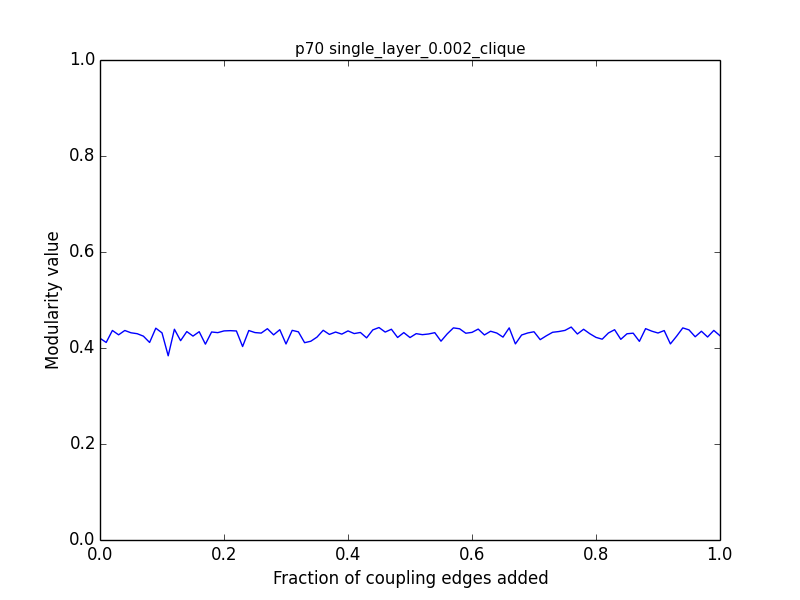 p70 single_layer_0.002_clique
1.0
0.8
0.6
0.4
0.2
0.0
Modularity value
0.0 0.2 0.4 0.6 0.8 1.0
Fraction of coupling edges added